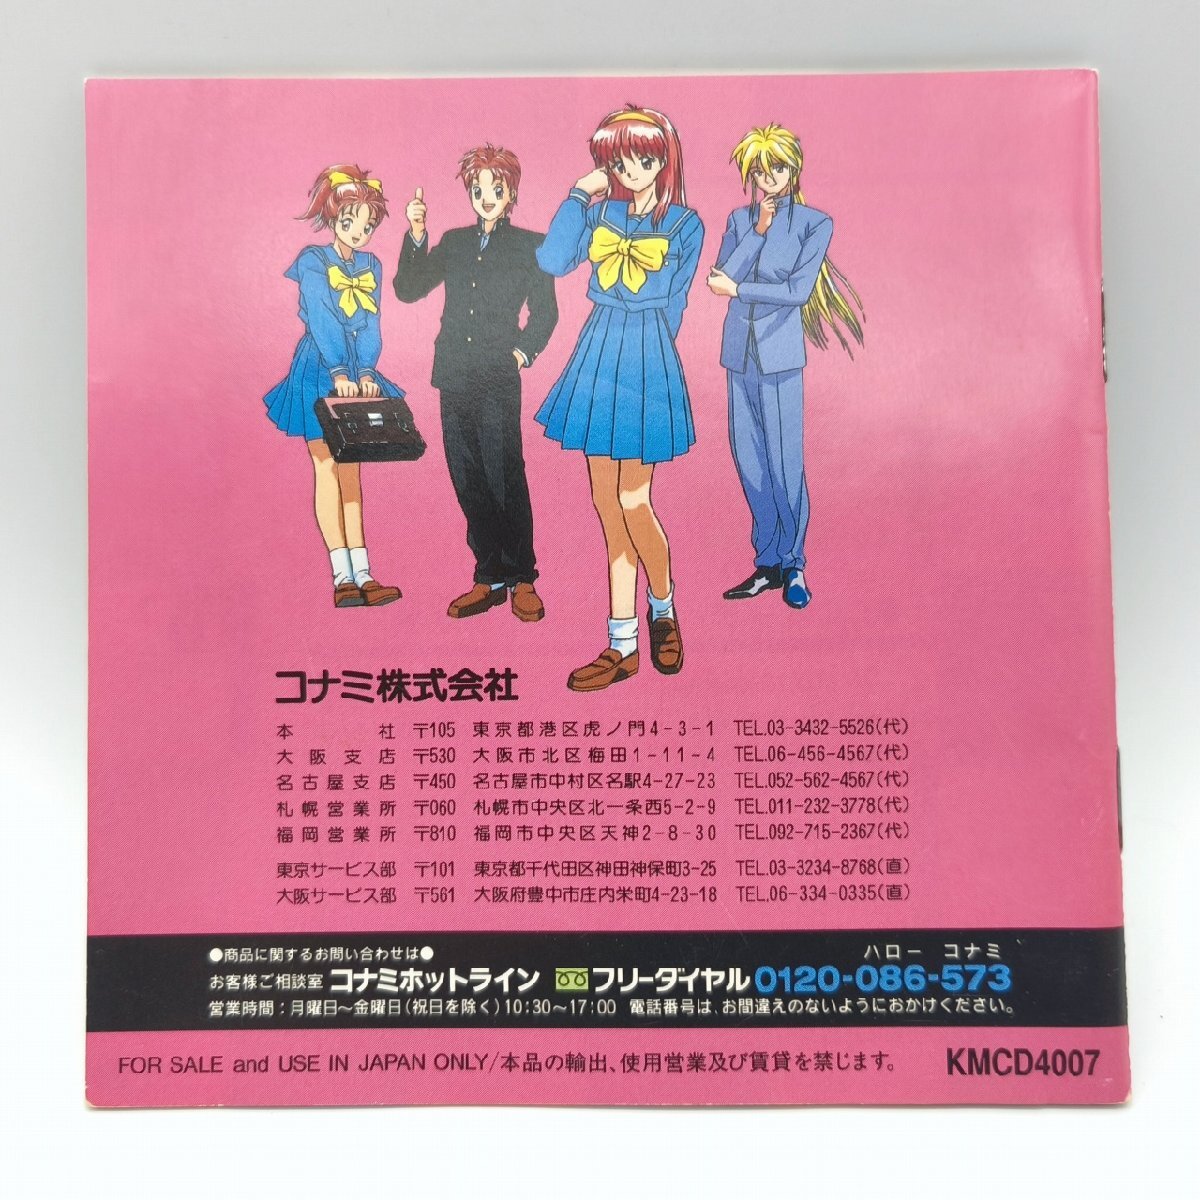 コナミ株式会社
本社 〒105 東京都港区虎ノ門4-3-1 TEL.03-3432-5526(代)
大阪支店 〒530 大阪市北区梅田1-11-4 TEL.06-456-4567(代)
名古屋支店 〒450 名古屋市中村区名駅4-27-23 TEL.052-562-4567(代)
札幌営業所 〒060 札幌市中央区北一条西5-2-9 TEL.011-232-3778(代)
福岡営業所 〒810 福岡市中央区天神2-8-30 TEL.092-715-2367(代)
東京サービス部 〒101 東京都千代田区神田神保町3-25 TEL.03-3234-8768(直)
大阪サービス部 〒561 大阪府豊中市庄内栄町4-23-18 TEL.06-334-0335(直)
●商品に関するお問い合わせは●
ハロー コナミ
お客様ご相談室 コナミホットライン フリーダイヤル 0120-086-573
営業時間:月曜日〜金曜日(祝日を除く)10:30〜17:00 電話番号は、お間違えのないようにおかけください。
FOR SALE and USE IN JAPAN ONLY/本品の輸出、使用営業及び賃貸を禁じます。 KMCD4007